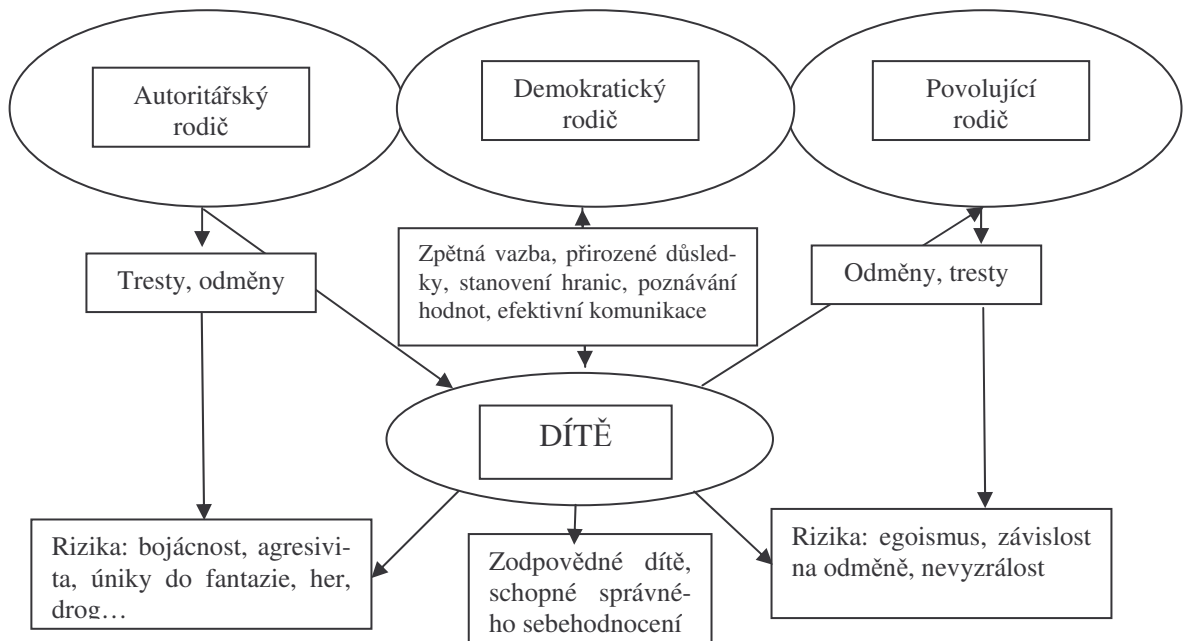 Autoritářský
rodič
Demokratický
rodič
Povolující
rodič
Tresty, odměny
Zpětná vazba, přirozené důsled-
ky, stanovení hranic, poznávání
hodnot, efektivní komunikace
Odměny, tresty
DÍTĚ
Rizika: bojácnost, agresivi-
ta, úniky do fantazie, her,
drog…
Zodpovědné dítě,
schopné správné-
ho sebehodnocení
Rizika: egoismus, závislost
na odměně, nevyzrálost